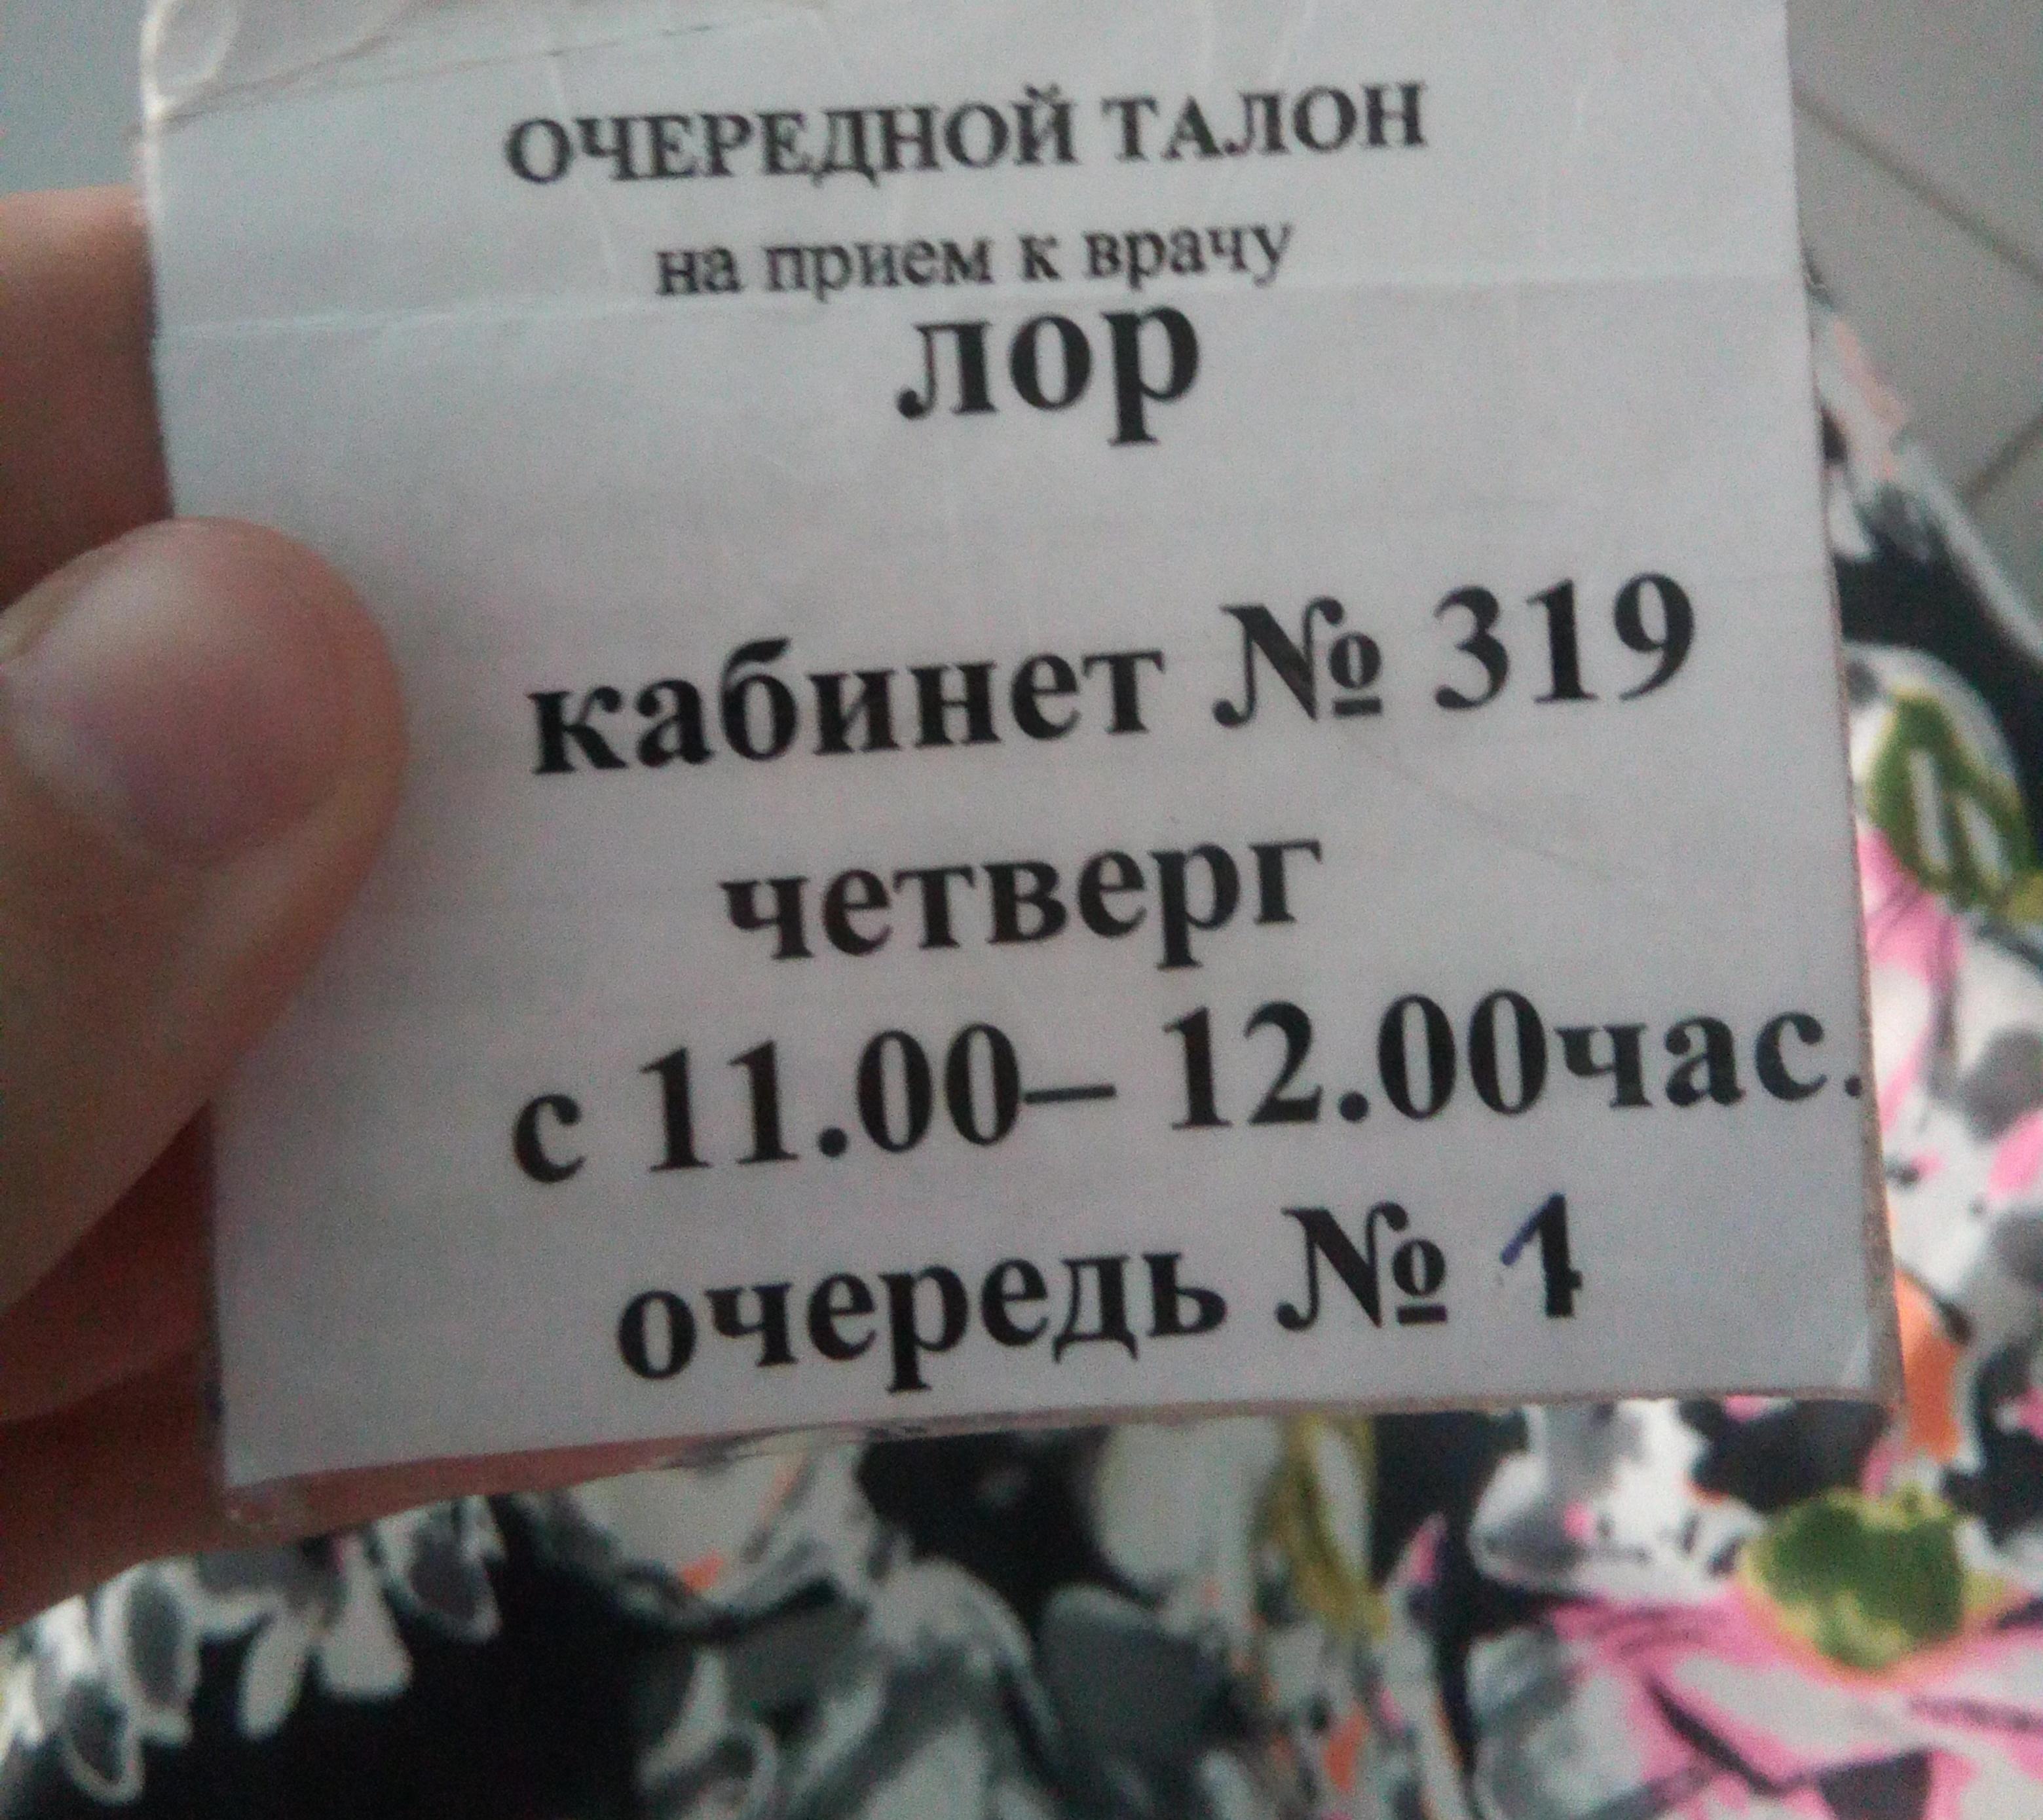 ОЧЕРЕДНОЙ ТАЛОН
на прием к врачу
лор
кабинет № 319
четверг
с 11.00– 12.00час.
очередь № 1